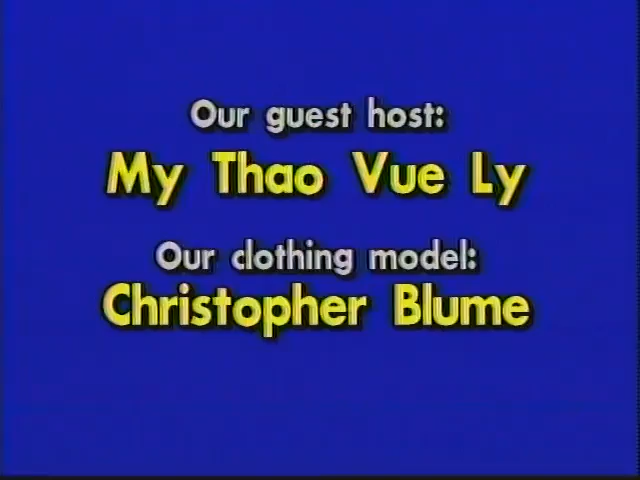 Our guest host:
My Thao Vue Ly
Our clothing model:
Christopher Blume